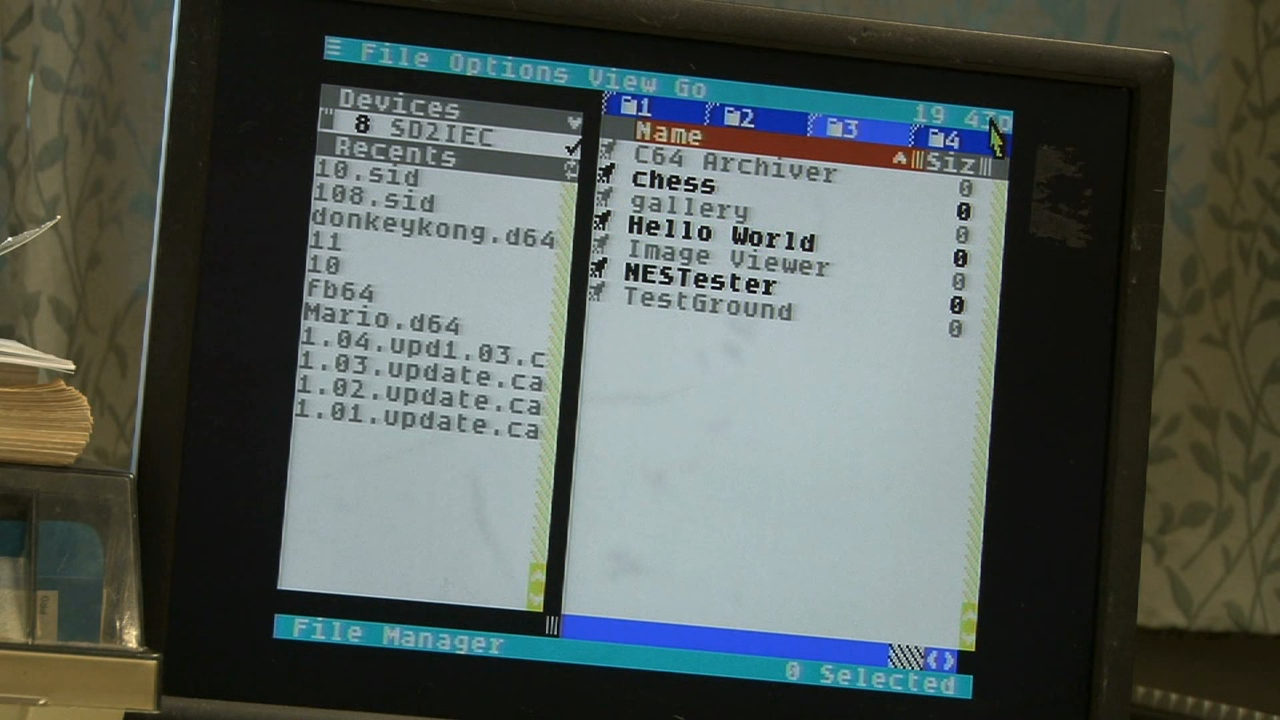 File Options View Go
19 43
Devices
8 SD2IEC
Recents
10.sid
108.sid
donkeykong.d64
11
10
fb64
Mario.d64
1.04.upd1.03.c
1.03.update.ca
1.02.update.ca
1.01.update.ca
1 2 3 4
Name Siz
C64 Archiver 0
Chess 0
gallery 0
Hello World 0
Image Viewer 0
NESTester 0
TestGround 0
File Manager
0 Selected